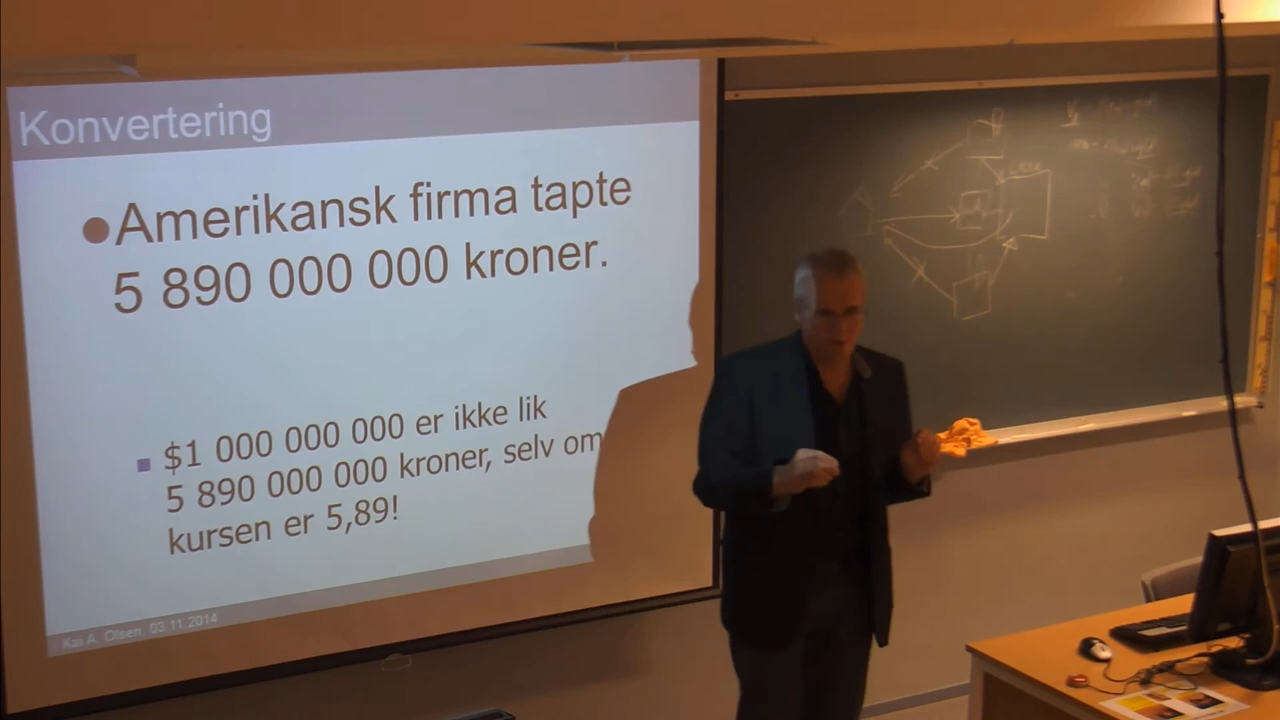 Konvertering
●Amerikansk firma tapte
5 890 000 000 kroner.
▪ $1 000 000 000 er ikke lik
5 890 000 000 kroner, selv om
kursen er 5,89!
Kai A. Olsen, 03.11.2014